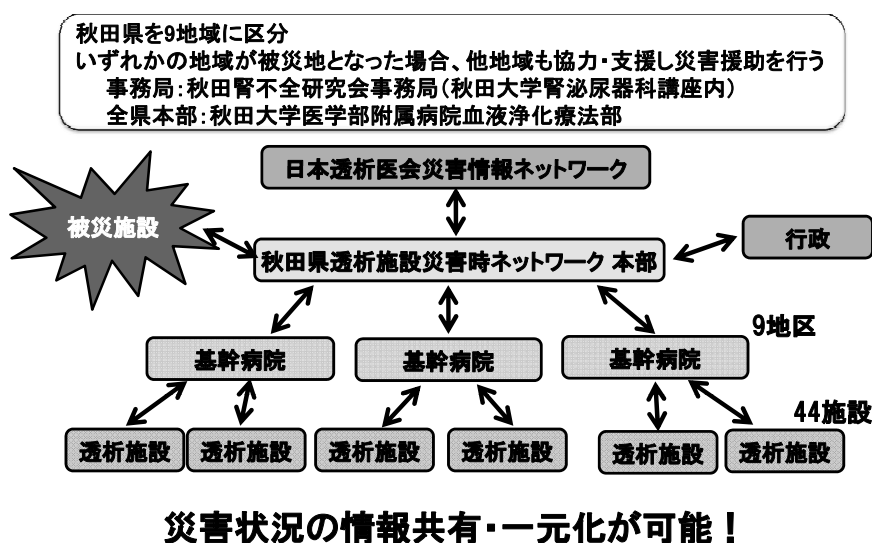 秋田県を9地域に区分
いずれかの地域が被災地となった場合、他地域も協力・支援し災害援助を行う
事務局:秋田腎不全研究会事務局(秋田大学腎泌尿器科講座内)
全県本部:秋田大学医学部附属病院血液浄化療法部
日本透析医会災害情報ネットワーク
被災施設
行政
秋田県透析施設災害時ネットワーク 本部
9地区
基幹病院
基幹病院
基幹病院
44施設
透析施設
透析施設
透析施設
透析施設
透析施設
透析施設
災害状況の情報共有・一元化が可能!